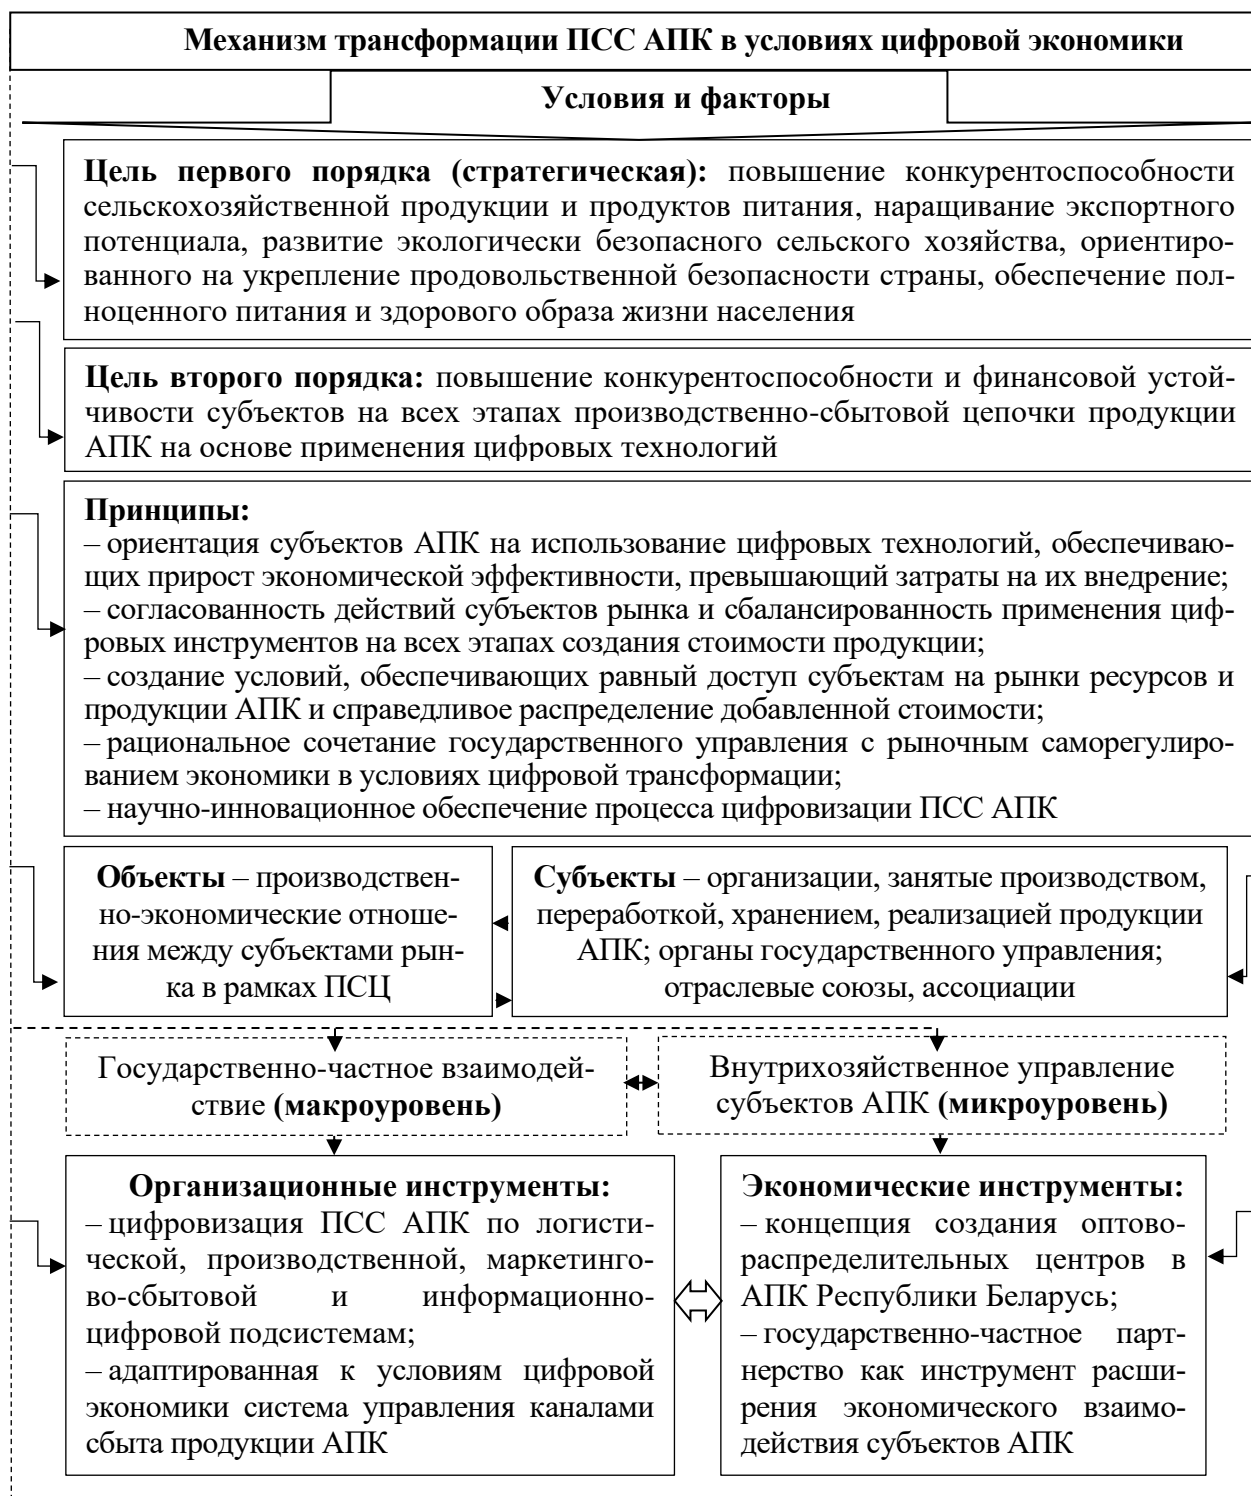 Механизм трансформации ПСС АПК в условиях цифровой экономики
Условия и факторы
Цель первого порядка (стратегическая): повышение конкурентоспособности
сельскохозяйственной продукции и продуктов питания, наращивание экспортного
потенциала, развитие экологически безопасного сельского хозяйства, ориентиро-
ванного на укрепление продовольственной безопасности страны, обеспечение пол-
ноценного питания и здорового образа жизни населения
Цель второго порядка: повышение конкурентоспособности и финансовой устой-
чивости субъектов на всех этапах производственно-сбытовой цепочки продукции
АПК на основе применения цифровых технологий
Принципы:
– ориентация субъектов АПК на использование цифровых технологий, обеспечиваю-
щих прирост экономической эффективности, превышающий затраты на их внедрение;
– согласованность действий субъектов рынка и сбалансированность применения циф-
ровых инструментов на всех этапах создания стоимости продукции;
– создание условий, обеспечивающих равный доступ субъектам на рынки ресурсов и
продукции АПК и справедливое распределение добавленной стоимости;
– рациональное сочетание государственного управления с рыночным саморегулиро-
ванием экономики в условиях цифровой трансформации;
– научно-инновационное обеспечение процесса цифровизации ПСС АПК
Объекты – производствен-
но-экономические отноше-
ния между субъектами рын-
ка в рамках ПСЦ
Субъекты – организации, занятые производством,
переработкой, хранением, реализацией продукции
АПК; органы государственного управления;
отраслевые союзы, ассоциации
Государственно-частное взаимодей-
ствие (макроуровень)
Внутрихозяйственное управление
субъектов АПК (микроуровень)
Организационные инструменты:
– цифровизация ПСС АПК по логисти-
ческой, производственной, маркетинго-
во-сбытовой и информационно-
цифровой подсистемам;
– адаптированная к условиям цифровой
экономики система управления каналами
сбыта продукции АПК
Экономические инструменты:
– концепция создания оптово-
распределительных центров в
АПК Республики Беларусь;
– государственно-частное парт-
нерство как инструмент расши-
рения экономического взаимо-
действия субъектов АПК